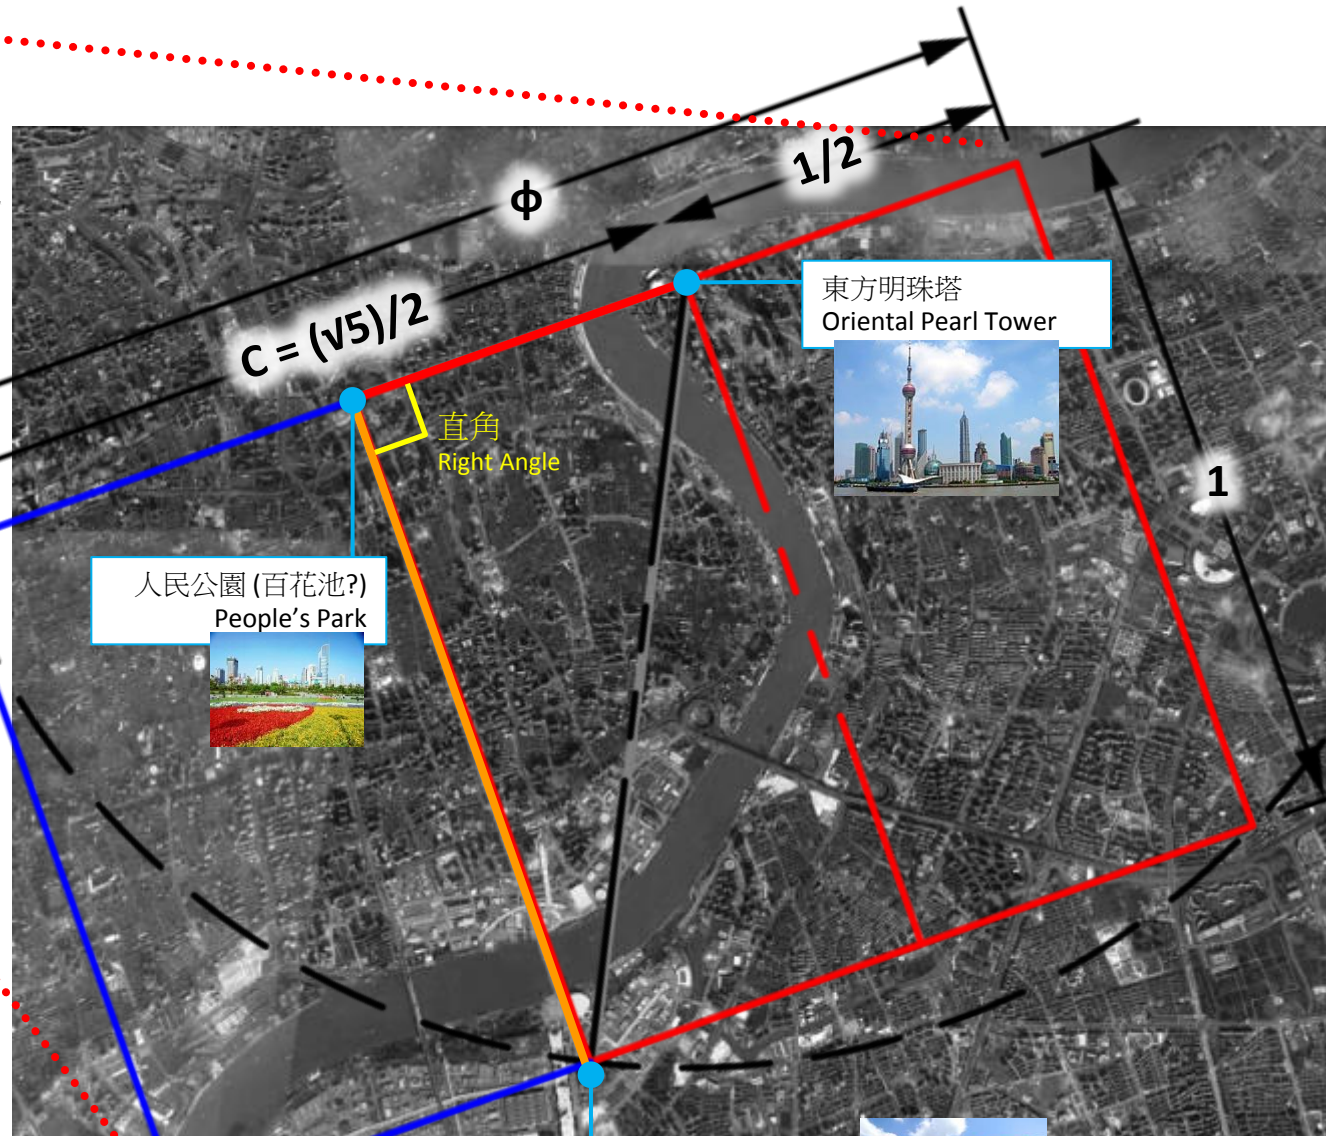 ϕ
1/2
C = (√5)/2
東方明珠塔
Oriental Pearl Tower
直角
Right Angle
1
人民公園 (百花池?)
People's Park